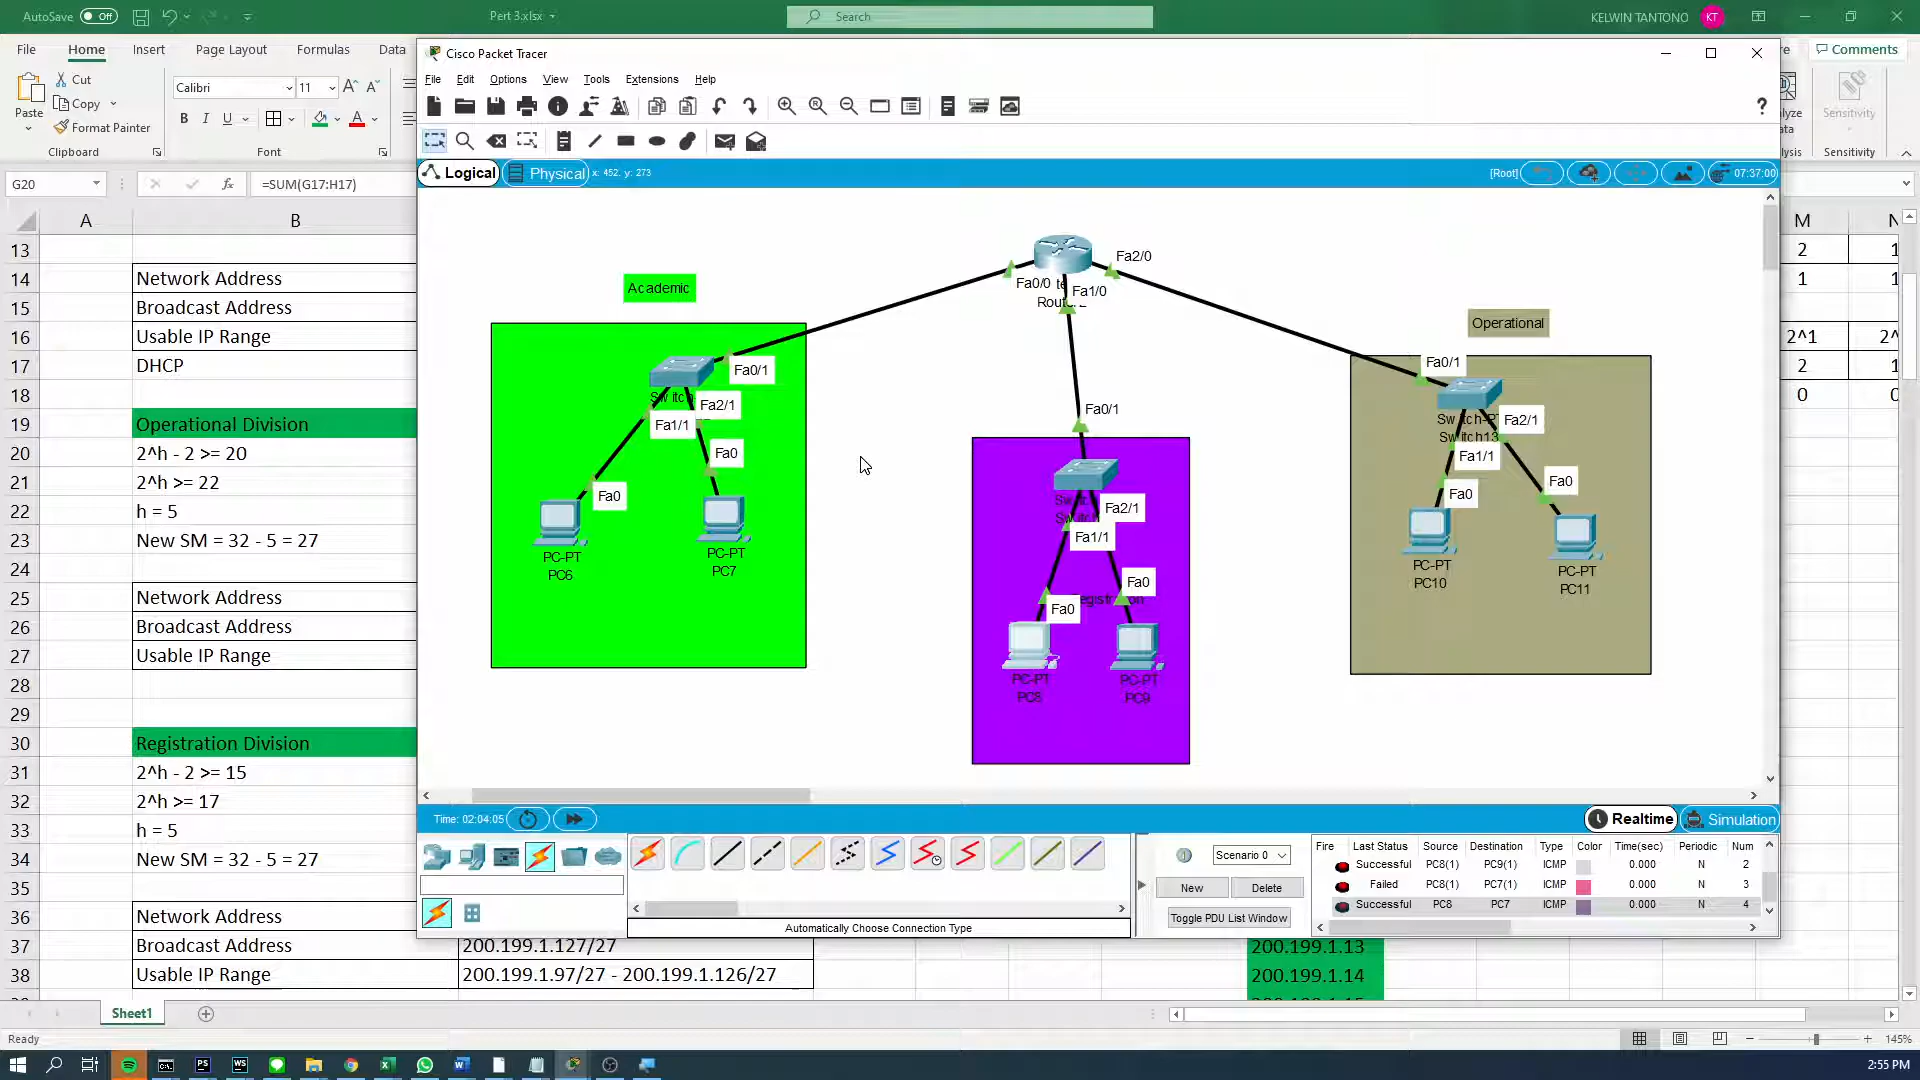 AutoSave Off
Pert 3.xlsx
Search
KELWIN TANTONO
KT
File Home Insert Page Layout Formulas Data
Comments
Cut
Copy
Format Painter
Paste
Clipboard
Calibri 11
B I U
Font
Sensitivity
Sensitivity
G20
=SUM(G17:H17)
Cisco Packet Tracer
File Edit Options View Tools Extensions Help
Logical Physical x: 452, y: 273
[Root] 07:37:00
A B M N
13 2 1
14 Network Address 1 1
15 Broadcast Address
16 Usable IP Range 2^1 2^
17 DHCP 2 1
18 0 0
19 Operational Division
20 2^h - 2 >= 20
21 2^h >= 22
22 h = 5
23 New SM = 32 - 5 = 27
24
25 Network Address
26 Broadcast Address
27 Usable IP Range
28
29
30 Registration Division
31 2^h - 2 >= 15
32 2^h >= 17
33 h = 5
34 New SM = 32 - 5 = 27
35
36 Network Address
37 Broadcast Address 200.199.1.127/27 200.199.1.13
38 Usable IP Range 200.199.1.97/27 - 200.199.1.126/27 200.199.1.14
Fa2/0
Fa0/0
Fa1/0
Academic
Operational
Fa0/1
Fa2/1
Fa1/1
Fa0
Fa0
PC-PT
PC6
PC-PT
PC7
Fa0/1
Fa2/1
Fa1/1
Fa0
Fa0
PC-PT
PC8
PC-PT
PC9
Fa0/1
Fa2/1
Switch13
Fa1/1
Fa0
Fa0
PC-PT
PC10
PC-PT
PC11
Time: 02:04:05
Realtime Simulation
Scenario 0
New Delete
Toggle PDU List Window
Automatically Choose Connection Type
Fire Last Status Source Destination Type Color Time(sec) Periodic Num
Successful PC8(1) PC9(1) ICMP 0.000 N 2
Failed PC8(1) PC7(1) ICMP 0.000 N 3
Successful PC8 PC7 ICMP 0.000 N 4
Sheet1
Ready
145%
2:55 PM